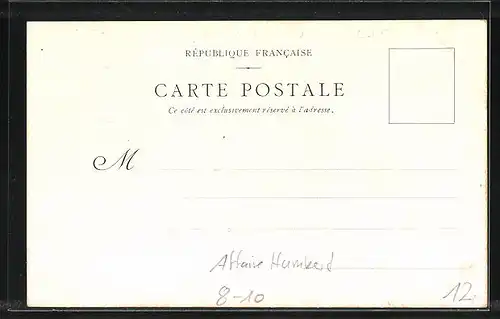 RÉPUBLIQUE FRANÇAISE
CARTE POSTALE
Ce côté est exclusivement réservé à l'adresse.
M
Affaire Humbert
8-10
12